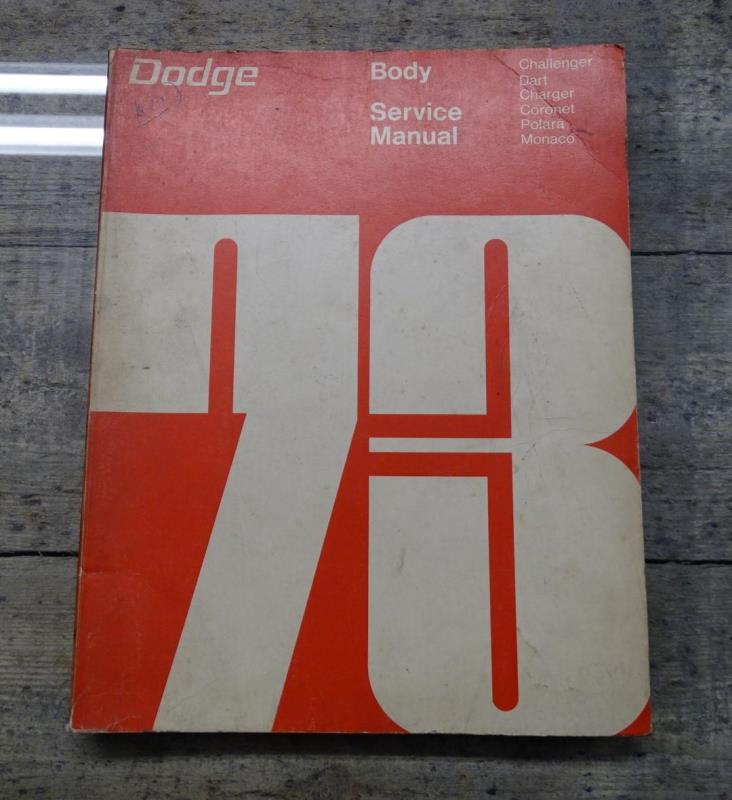 Dodge
Body
Service
Manual
Challenger
Dart
Charger
Coronet
Polara
Monaco
73